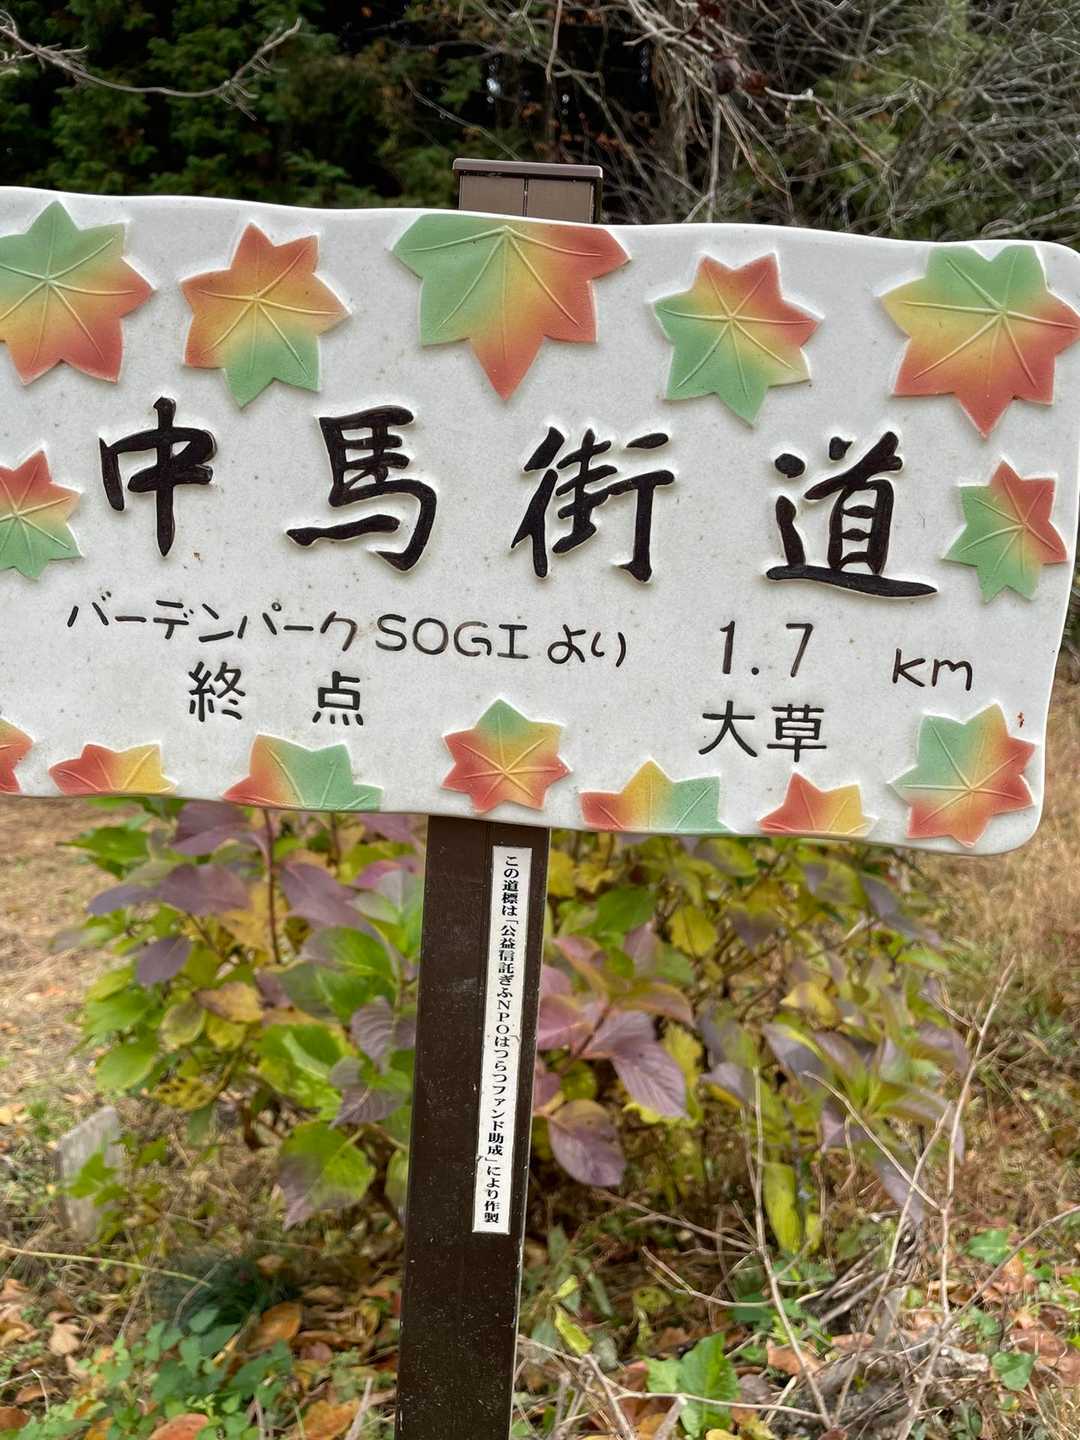 中馬街道
バーデンパークSOGIより 1.7 km
終点 大草
この道標は「公益信託ぎふNPOはつらつファンド助成」により作製